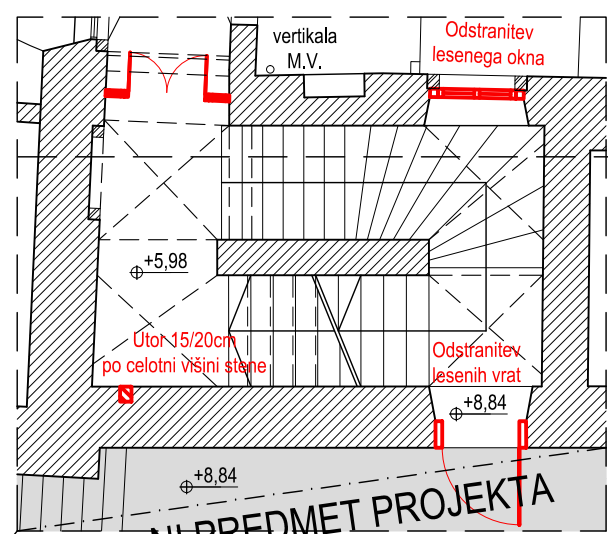 vertikala
M.V.
Odstranitev
lesenega okna
+5,98
Utor 15/20cm
po celotni višini stene
Odstranitev
lesenih vrat
+8,84
+8,84
NI PREDMET PROJEKTA